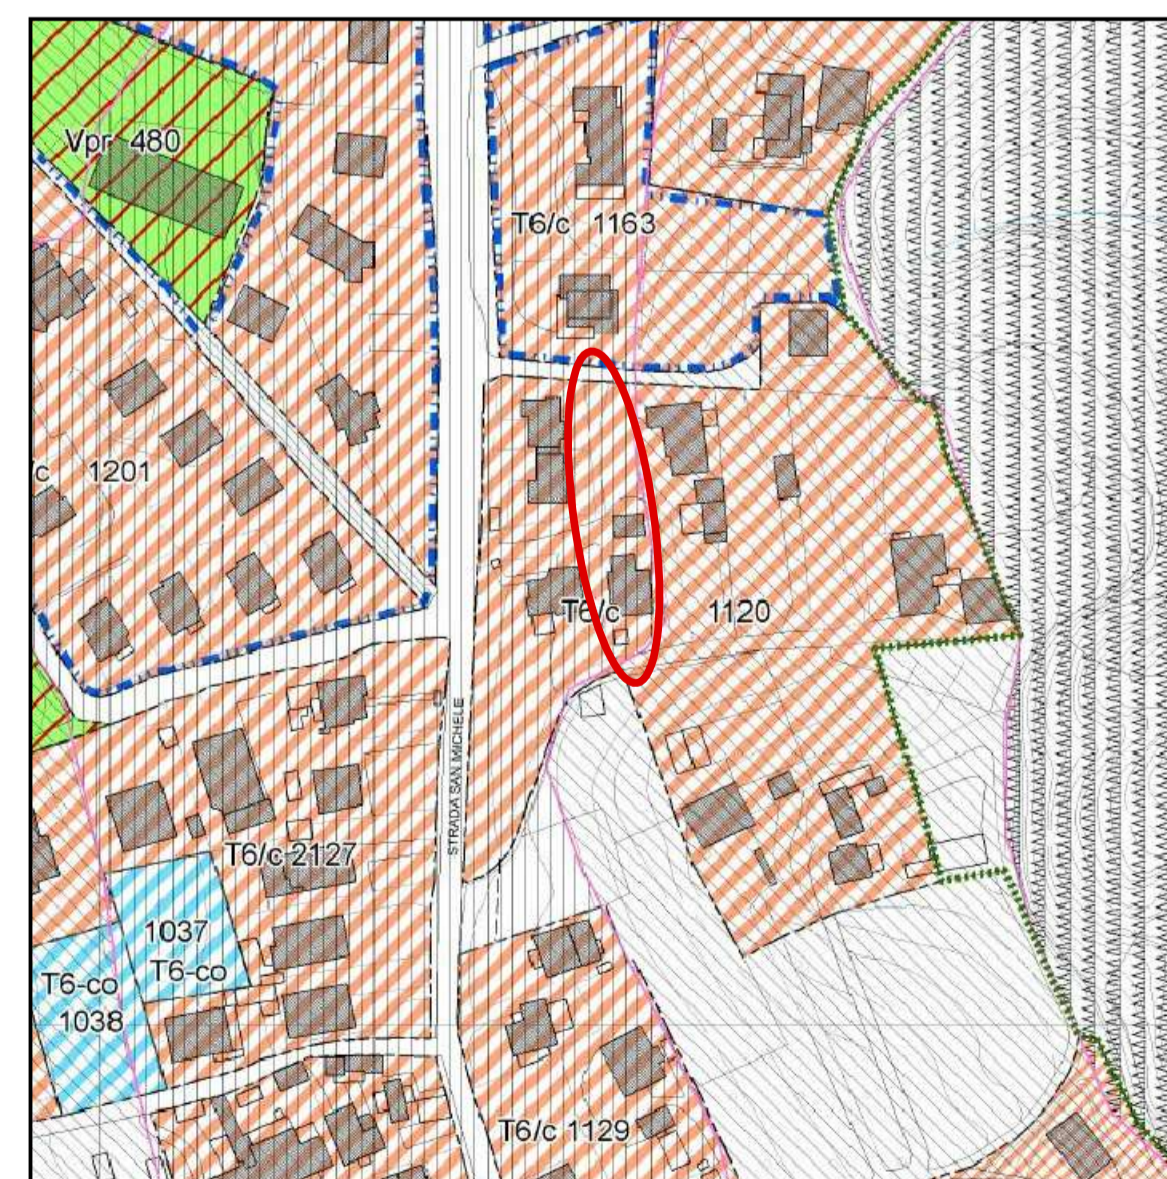 Vpr 480
T6/c 1163
c 1201
T6/c 1120
STRADA SAN MICHELE
T6/c 2127
1037
T6-co
T6-co
1038
T6/c 1129